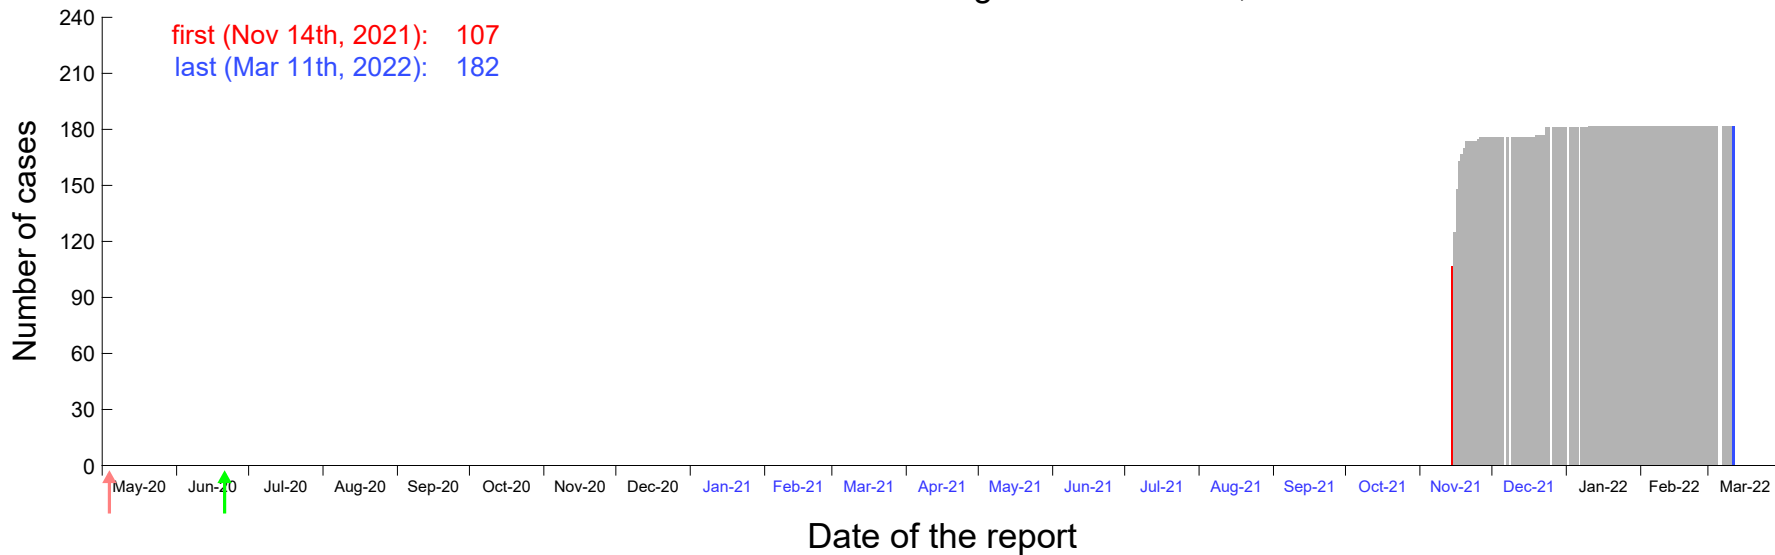 240
first (Nov 14th, 2021): 107
last (Mar 11th, 2022): 182
210
180
150
120
90
60
30
0
Number of cases
May-20 Jun-20 Jul-20 Aug-20 Sep-20 Oct-20 Nov-20 Dec-20 Jan-21 Feb-21 Mar-21 Apr-21 May-21 Jun-21 Jul-21 Aug-21 Sep-21 Oct-21 Nov-21 Dec-21 Jan-22 Feb-22 Mar-22
Date of the report